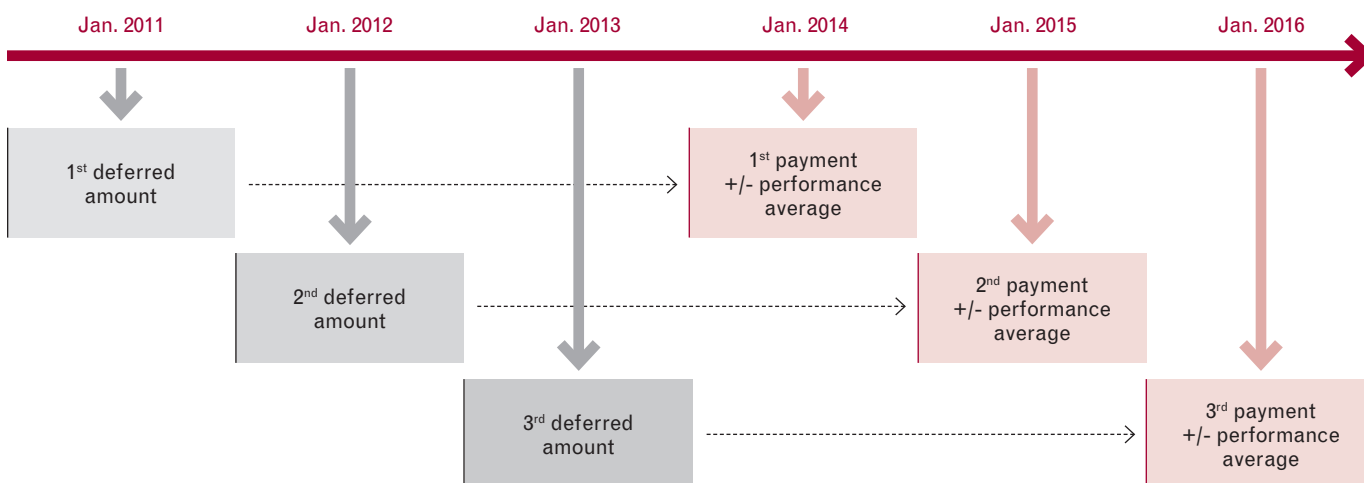 Jan. 2011 Jan. 2012 Jan. 2013 Jan. 2014 Jan. 2015 Jan. 2016
1st deferred
amount
1st payment
+/- performance
average
2nd deferred
amount
2nd payment
+/- performance
average
3rd deferred
amount
3rd payment
+/- performance
average